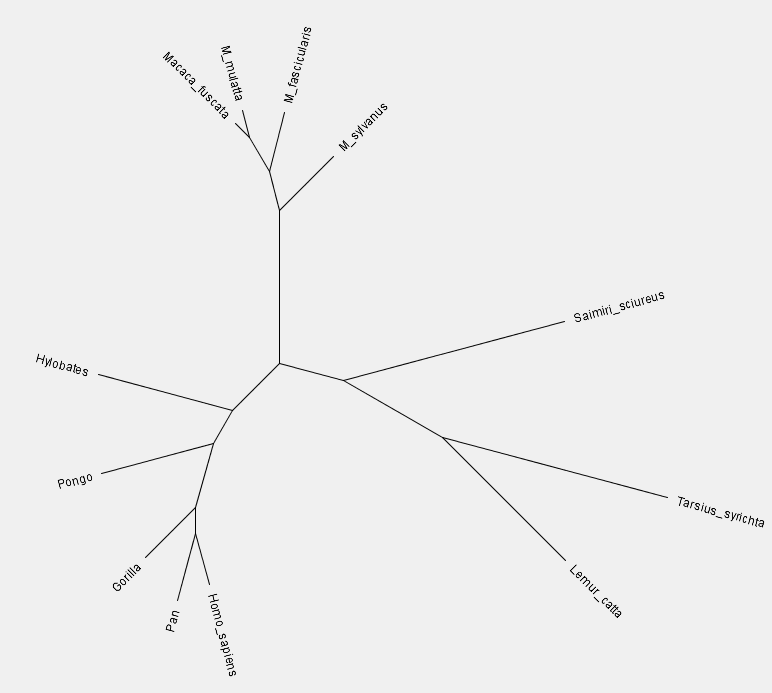 M_fascicularis
M_mulatta
Macaca_fuscata
M_sylvanus
Saimiri_sciureus
Hylobates
Pongo
Tarsius_syrichta
Gorilla
Lemur_catta
Pan
Homo_sapiens